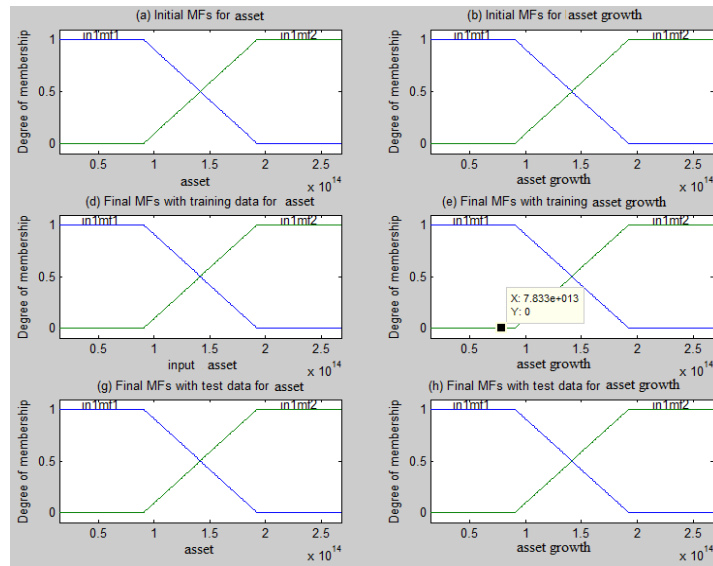 (a) Initial MFs for asset
in1mf1
in1mf2
Degree of membership
1
0.5
0
0.5 1 1.5 2 2.5
x 10^14
asset
(b) Initial MFs for asset growth
in1mf1
in1mf2
Degree of membership
1
0.5
0
0.5 1 1.5 2 2.5
x 10^14
asset growth
(d) Final MFs with training data for asset
in1mf1
in1mf2
Degree of membership
1
0.5
0
0.5 1 1.5 2 2.5
x 10^14
input asset
(e) Final MFs with training asset growth
in1mf1
in1mf2
Degree of membership
1
0.5
0
X: 7.833e+013
Y: 0
0.5 1 1.5 2 2.5
x 10^14
asset growth
(g) Final MFs with test data for asset
in1mf1
in1mf2
Degree of membership
1
0.5
0
0.5 1 1.5 2 2.5
x 10^14
asset
(h) Final MFs with test data for asset growth
in1mf1
in1mf2
Degree of membership
1
0.5
0
0.5 1 1.5 2 2.5
x 10^14
asset growth